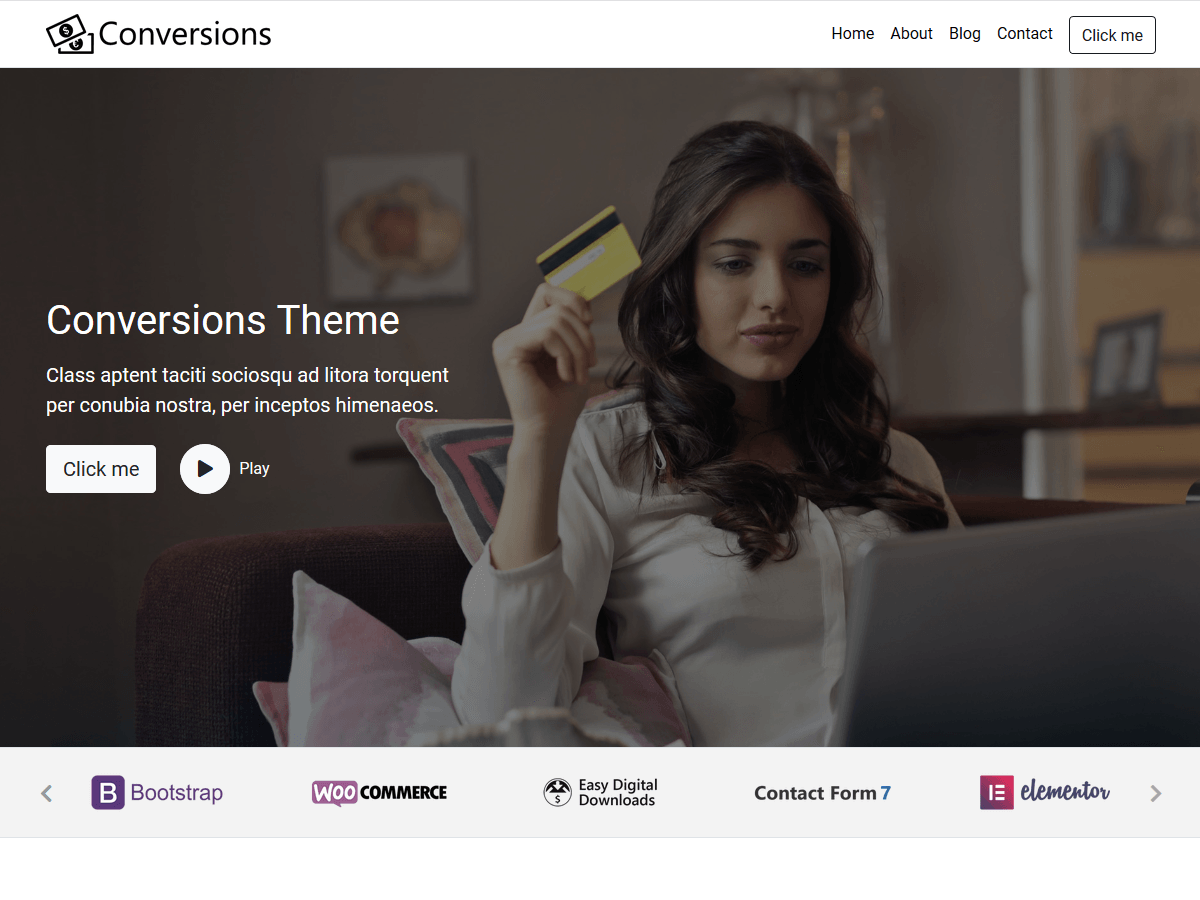 Conversions
Home About Blog Contact Click me
Conversions Theme
Class aptent taciti sociosqu ad litora torquent
per conubia nostra, per inceptos himenaeos.
Click me Play
B Bootstrap
WOO COMMERCE
Easy Digital
Downloads
Contact Form 7
elementor